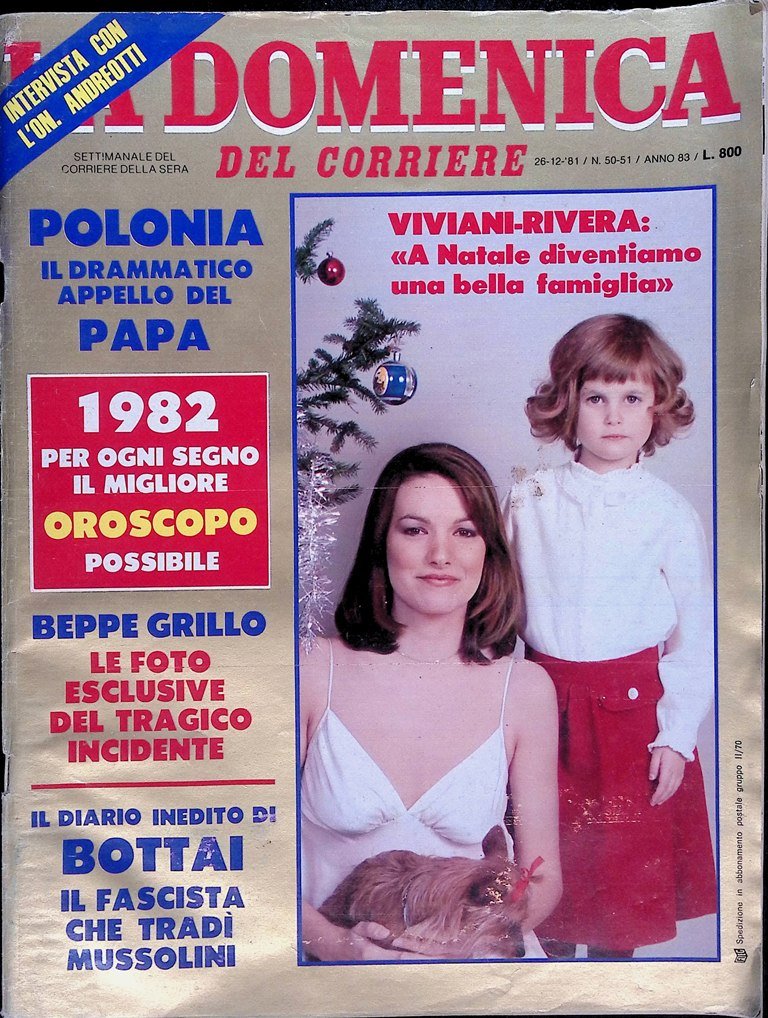 INTERVISTA CON
L'ON. ANDREOTTI
LA DOMENICA
DEL CORRIERE
SETTIMANALE DEL
CORRIERE DELLA SERA
26-12-'81 / N. 50-51 / ANNO 83 / L. 800
POLONIA
IL DRAMMATICO
APPELLO DEL
PAPA
VIVIANI-RIVERA:
«A Natale diventiamo
una bella famiglia»
1982
PER OGNI SEGNO
IL MIGLIORE
OROSCOPO
POSSIBILE
BEPPE GRILLO
LE FOTO
ESCLUSIVE
DEL TRAGICO
INCIDENTE
IL DIARIO INEDITO DI
BOTTAI
IL FASCISTA
CHE TRADÌ
MUSSOLINI
Spedizione in abbonamento postale gruppo II/70